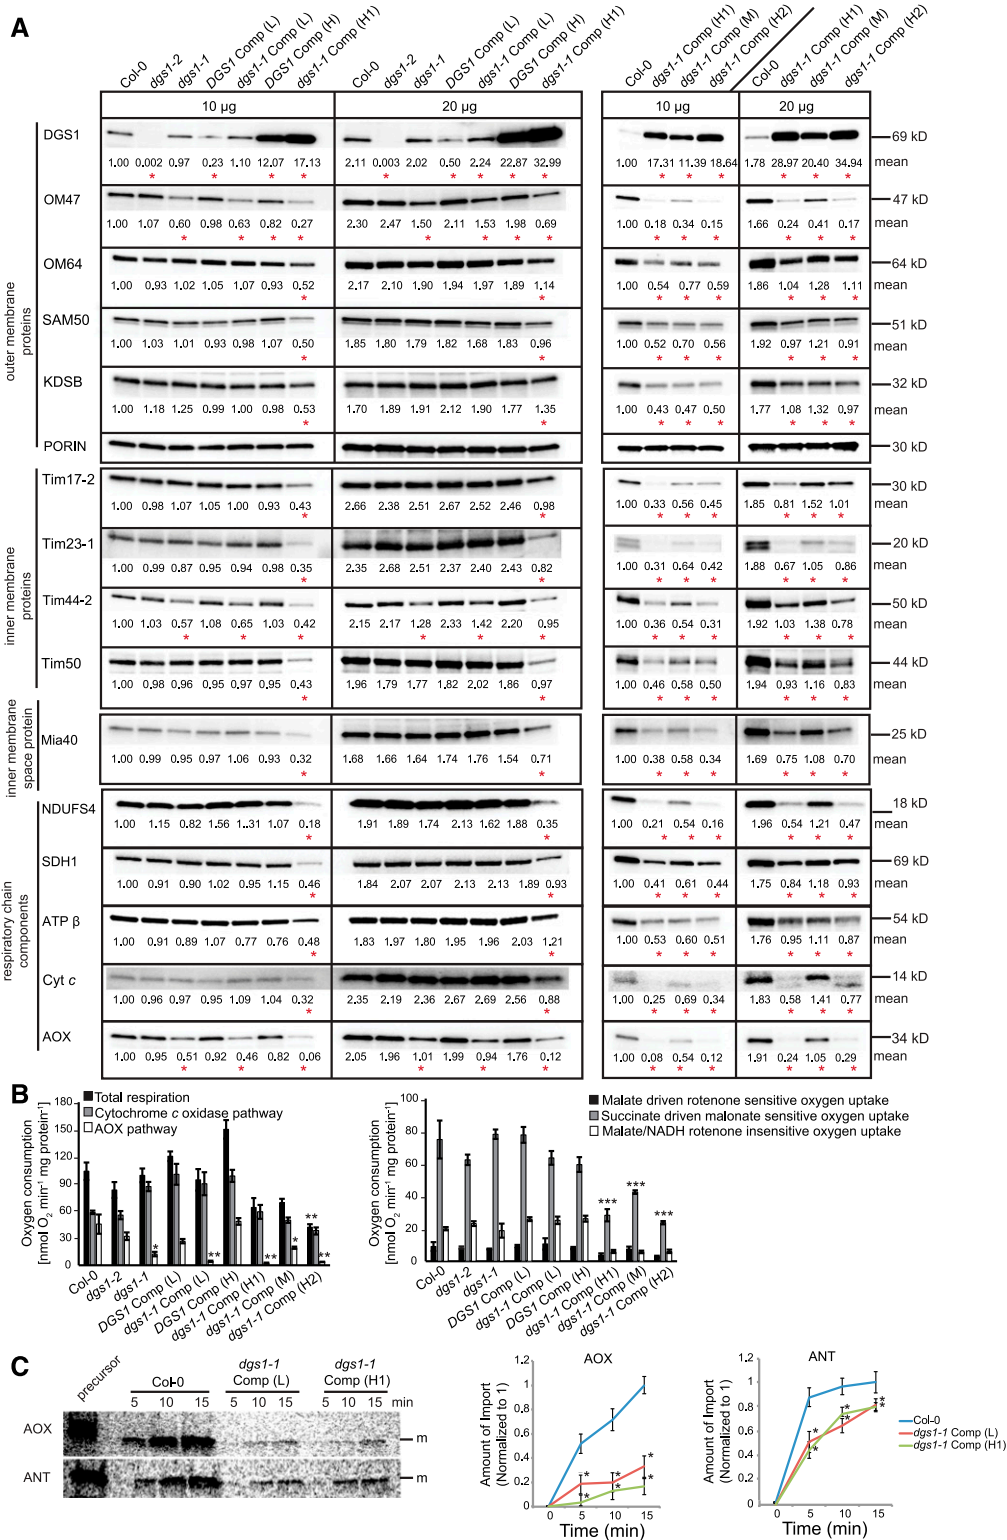 A
Col-0 dgs1-2 dgs1-1 DGS1 Comp (L) dgs1-1 Comp (L) DGS1 Comp (H) dgs1-1 Comp (H1) Col-0 dgs1-2 dgs1-1 DGS1 Comp (L) dgs1-1 Comp (L) DGS1 Comp (H) dgs1-1 Comp (H1) Col-0 dgs1-1 Comp (H1) dgs1-1 Comp (M) dgs1-1 Comp (H2) Col-0 dgs1-1 Comp (H1) dgs1-1 Comp (M) dgs1-1 Comp (H2)
10 µg 20 µg 10 µg 20 µg
outer membrane proteins
DGS1 69 kD
1.00 0.002 0.97 0.23 1.10 12.07 17.13 2.11 0.003 2.02 0.50 2.24 22.87 32.99 1.00 17.31 11.39 18.64 1.78 28.97 20.40 34.94 mean
* * * * * * * * * * * * * * *
OM47 47 kD
1.00 1.07 0.60 0.98 0.63 0.82 0.27 2.30 2.47 1.50 2.11 1.53 1.98 0.69 1.00 0.18 0.34 0.15 1.66 0.24 0.41 0.17 mean
* * * * * * * * * * * * * *
OM64 64 kD
1.00 0.93 1.02 1.05 1.07 0.93 0.52 2.17 2.10 1.90 1.94 1.97 1.89 1.14 1.00 0.54 0.77 0.59 1.86 1.04 1.28 1.11 mean
* * * * * * * *
SAM50 51 kD
1.00 1.03 1.01 0.93 0.98 1.07 0.50 1.85 1.80 1.79 1.82 1.68 1.83 0.96 1.00 0.52 0.70 0.56 1.92 0.97 1.21 0.91 mean
* * * * * * * *
KDSB 32 kD
1.00 1.18 1.25 0.99 1.00 0.98 0.53 1.70 1.89 1.91 2.12 1.90 1.77 1.35 1.00 0.43 0.47 0.50 1.77 1.08 1.32 0.97 mean
* * * * * * * *
PORIN 30 kD
inner membrane proteins
Tim17-2 30 kD
1.00 0.98 1.07 1.05 1.00 0.93 0.43 2.66 2.38 2.51 2.67 2.52 2.46 0.98 1.00 0.33 0.56 0.45 1.85 0.81 1.52 1.01 mean
* * * * * * * *
Tim23-1 20 kD
1.00 0.99 0.87 0.95 0.94 0.98 0.35 2.35 2.68 2.51 2.37 2.40 2.43 0.82 1.00 0.31 0.64 0.42 1.88 0.67 1.05 0.86 mean
* * * * * * * *
Tim44-2 50 kD
1.00 1.03 0.57 1.08 0.65 1.03 0.42 2.15 2.17 1.28 2.33 1.42 2.20 0.95 1.00 0.36 0.54 0.31 1.92 1.03 1.38 0.78 mean
* * * * * * * * * * * *
Tim50 44 kD
1.00 0.98 0.96 0.95 0.97 0.95 0.43 1.96 1.79 1.77 1.82 2.02 1.86 0.97 1.00 0.46 0.58 0.50 1.94 0.93 1.16 0.83 mean
* * * * * * * *
inner membrane space protein
Mia40 25 kD
1.00 0.99 0.95 0.97 1.06 0.93 0.32 1.68 1.66 1.64 1.74 1.76 1.54 0.71 1.00 0.38 0.58 0.34 1.69 0.75 1.08 0.70 mean
* * * * * * * *
respiratory chain components
NDUFS4 18 kD
1.00 1.15 0.82 1.56 1.31 1.07 0.18 1.91 1.89 1.74 2.13 1.62 1.88 0.35 1.00 0.21 0.54 0.16 1.96 0.54 1.21 0.47 mean
* * * * * * * *
SDH1 69 kD
1.00 0.91 0.90 1.02 0.95 1.15 0.46 1.84 2.07 2.07 2.13 2.13 1.89 0.93 1.00 0.41 0.61 0.44 1.75 0.84 1.18 0.93 mean
* * * * * * * *
ATP β 54 kD
1.00 0.91 0.89 1.07 0.77 0.76 0.48 1.83 1.97 1.80 1.95 1.96 2.03 1.21 1.00 0.53 0.60 0.51 1.76 0.95 1.11 0.87 mean
* * * * * * * *
Cyt c 14 kD
1.00 0.96 0.97 0.95 1.09 1.04 0.32 2.35 2.19 2.36 2.67 2.69 2.56 0.88 1.00 0.25 0.69 0.34 1.83 0.58 1.41 0.77 mean
* * * * * * * *
AOX 34 kD
1.00 0.95 0.51 0.92 0.46 0.82 0.06 2.05 1.96 1.01 1.99 0.94 1.76 0.12 1.00 0.08 0.54 0.12 1.91 0.24 1.05 0.29 mean
* * * * * * * * * * * *
B
Oxygen consumption
[nmol O2 min-1 mg protein-1]
180
150
120
90
60
30
0
Total respiration
Cytochrome c oxidase pathway
AOX pathway
* ** ** * ** **
Col-0 dgs1-2 dgs1-1 DGS1 Comp (L) dgs1-1 Comp (L) DGS1 Comp (H) dgs1-1 Comp (H1) dgs1-1 Comp (M) dgs1-1 Comp (H2)
Oxygen consumption
[nmol O2 min-1 mg protein-1]
100
80
60
40
20
0
Malate driven rotenone sensitive oxygen uptake
Succinate driven malonate sensitive oxygen uptake
Malate/NADH rotenone insensitive oxygen uptake
*** *** ***
Col-0 dgs1-2 dgs1-1 DGS1 Comp (L) dgs1-1 Comp (L) DGS1 Comp (H) dgs1-1 Comp (H1) dgs1-1 Comp (M) dgs1-1 Comp (H2)
C
precursor
Col-0
dgs1-1 Comp (L)
dgs1-1 Comp (H1)
5 10 15 5 10 15 5 10 15 min
AOX m
ANT m
AOX
Amount of Import
(Normalized to 1)
1.2
1
0.8
0.6
0.4
0.2
0
* * * * * *
0 5 10 15
Time (min)
ANT
Amount of Import
(Normalized to 1)
1.2
1
0.8
0.6
0.4
0.2
0
* * * * * *
0 5 10 15
Time (min)
Col-0
dgs1-1 Comp (L)
dgs1-1 Comp (H1)